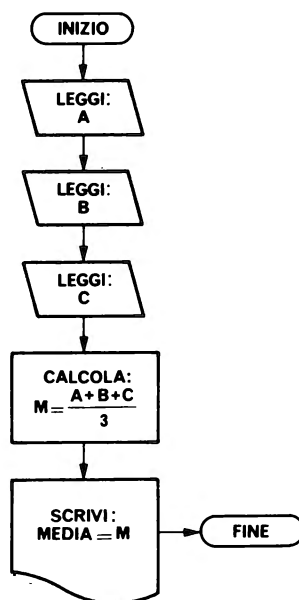 INIZIO
LEGGI:
A
LEGGI:
B
LEGGI:
C
CALCOLA:
M = A+B+C
3
SCRIVI:
MEDIA = M
FINE